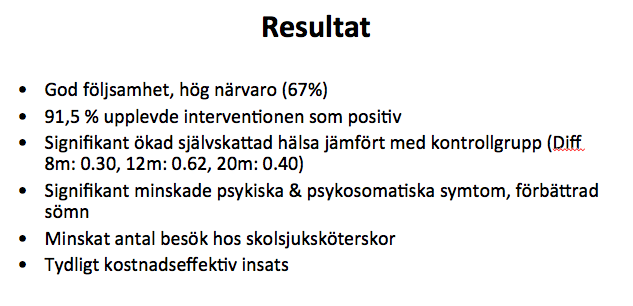 Resultat
• God följsamhet, hög närvaro (67%)
• 91,5 % upplevde interventionen som positiv
• Signifikant ökad självskattad hälsa jämfört med kontrollgrupp (Diff
8m: 0.30, 12m: 0.62, 20m: 0.40)
• Signifikant minskade psykiska & psykosomatiska symtom, förbättrad
sömn
• Minskat antal besök hos skolsjuksköterskor
• Tydligt kostnadseffektiv insats